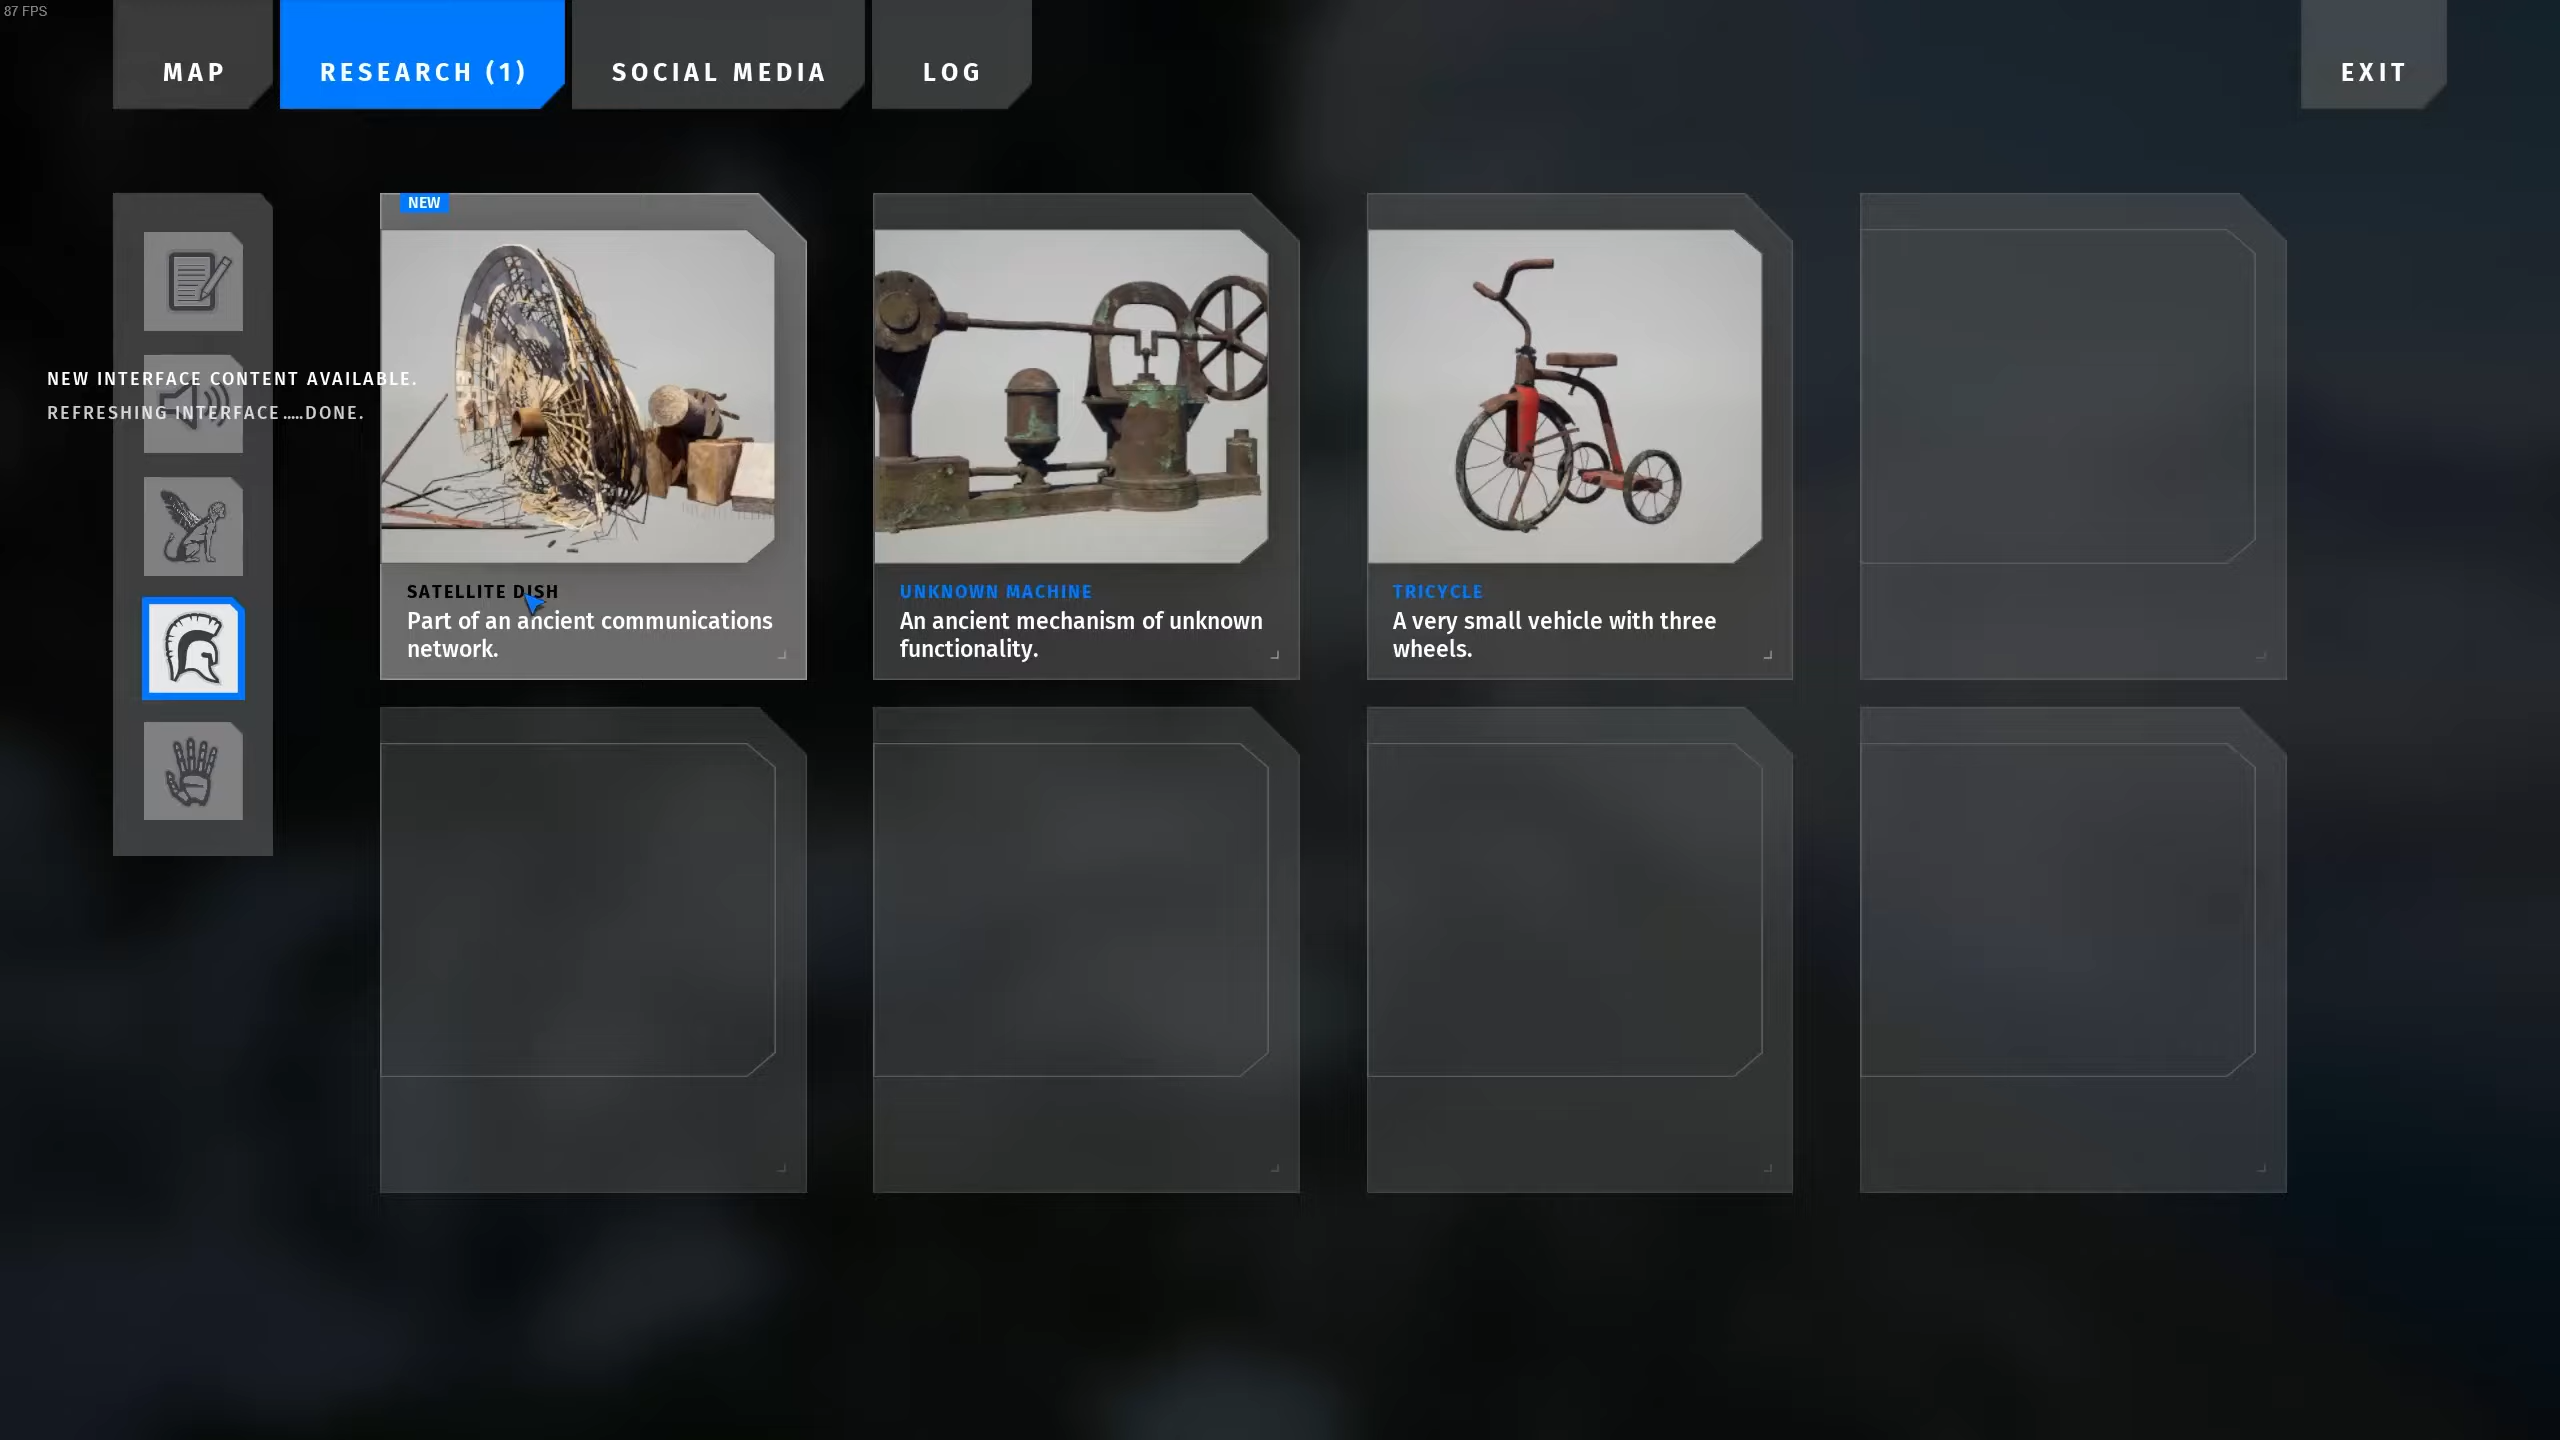 87 FPS
MAP
RESEARCH (1)
SOCIAL MEDIA
LOG
EXIT
NEW
NEW INTERFACE CONTENT AVAILABLE.
REFRESHING INTERFACE.....DONE.
SATELLITE DISH
Part of an ancient communications
network.
UNKNOWN MACHINE
An ancient mechanism of unknown
functionality.
TRICYCLE
A very small vehicle with three
wheels.